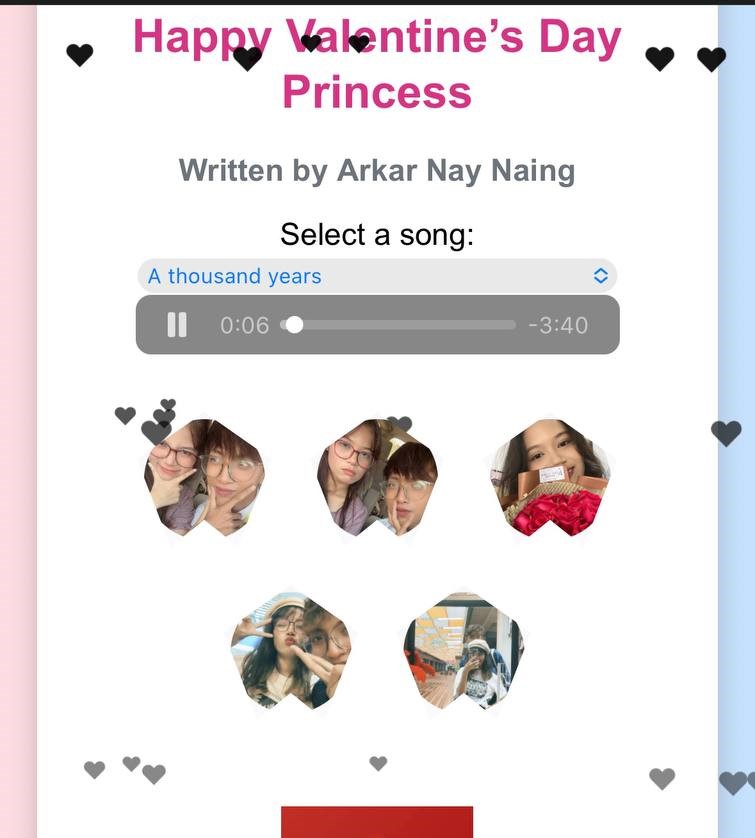 Happy Valentine’s Day
Princess
Written by Arkar Nay Naing
Select a song:
A thousand years
0:06
-3:40